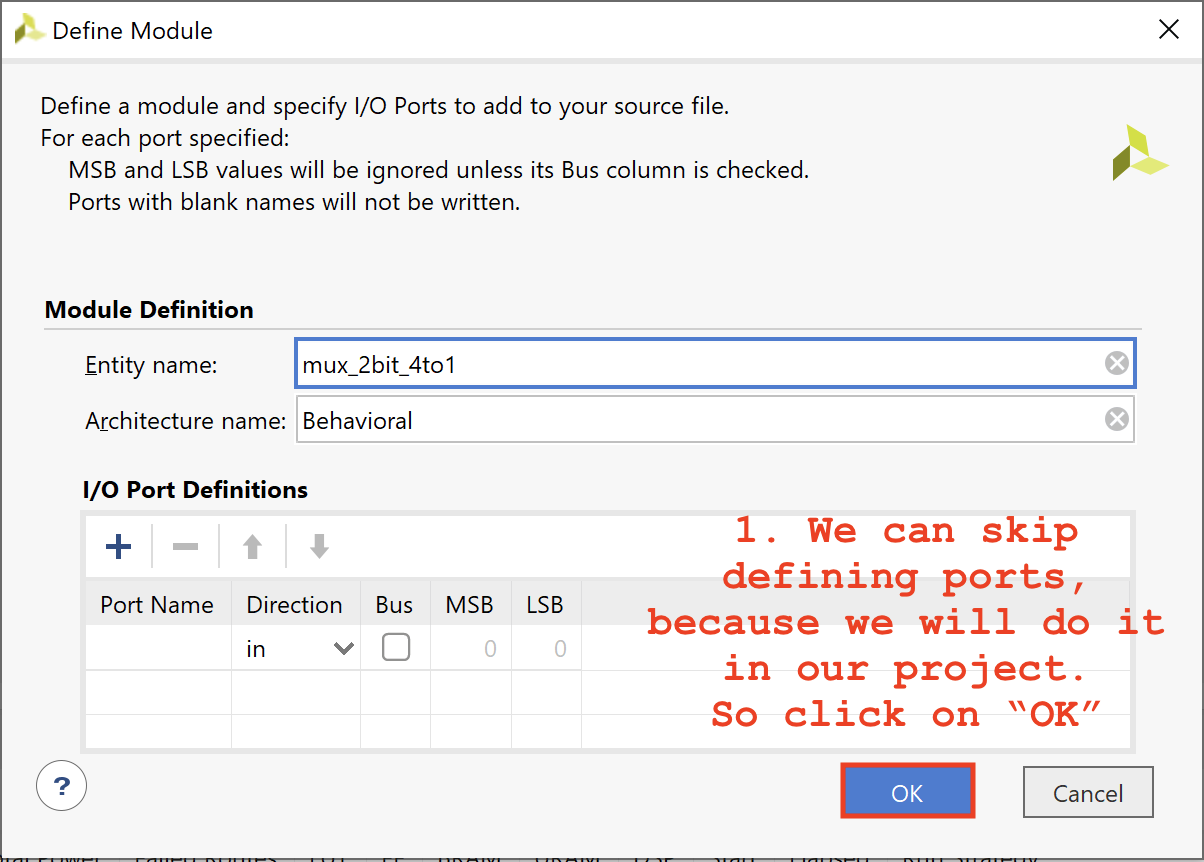 Define Module
Define a module and specify I/O Ports to add to your source file.
For each port specified:
MSB and LSB values will be ignored unless its Bus column is checked.
Ports with blank names will not be written.
Module Definition
Entity name: mux_2bit_4to1
Architecture name: Behavioral
I/O Port Definitions
1. We can skip
defining ports,
because we will do it
in our project.
So click on “OK”
Port Name Direction Bus MSB LSB
in 0 0
?
OK
Cancel